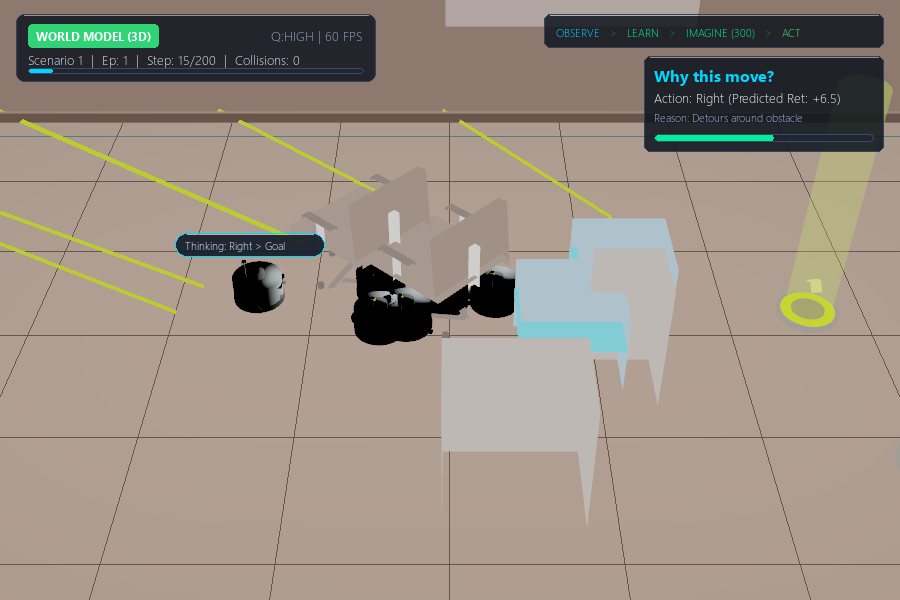 WORLD MODEL (3D)
Q:HIGH | 60 FPS
Scenario 1 | Ep: 1 | Step: 15/200 | Collisions: 0
OBSERVE > LEARN > IMAGINE (300) > ACT
Why this move?
Action: Right (Predicted Ret: +6.5)
Reason: Detours around obstacle
Thinking: Right > Goal